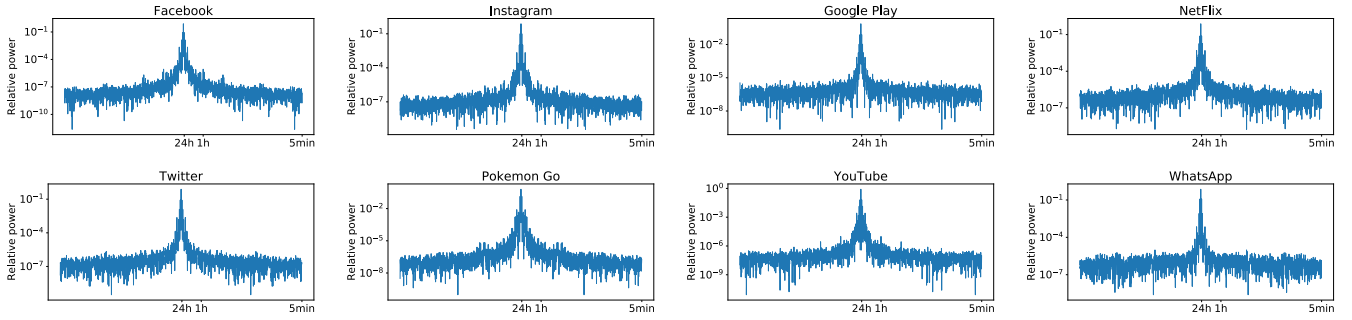 Facebook
Relative power
10⁻¹
10⁻⁴
10⁻⁷
10⁻¹⁰
24h 1h
5min
Instagram
Relative power
10⁻¹
10⁻⁴
10⁻⁷
24h 1h
5min
Google Play
Relative power
10⁻²
10⁻⁵
10⁻⁸
24h 1h
5min
NetFlix
Relative power
10⁻¹
10⁻⁴
10⁻⁷
24h 1h
5min
Twitter
Relative power
10⁻¹
10⁻⁴
10⁻⁷
24h 1h
5min
Pokemon Go
Relative power
10⁻²
10⁻⁵
10⁻⁸
24h 1h
5min
YouTube
Relative power
10⁰
10⁻³
10⁻⁶
10⁻⁹
24h 1h
5min
WhatsApp
Relative power
10⁻¹
10⁻⁴
10⁻⁷
24h 1h
5min